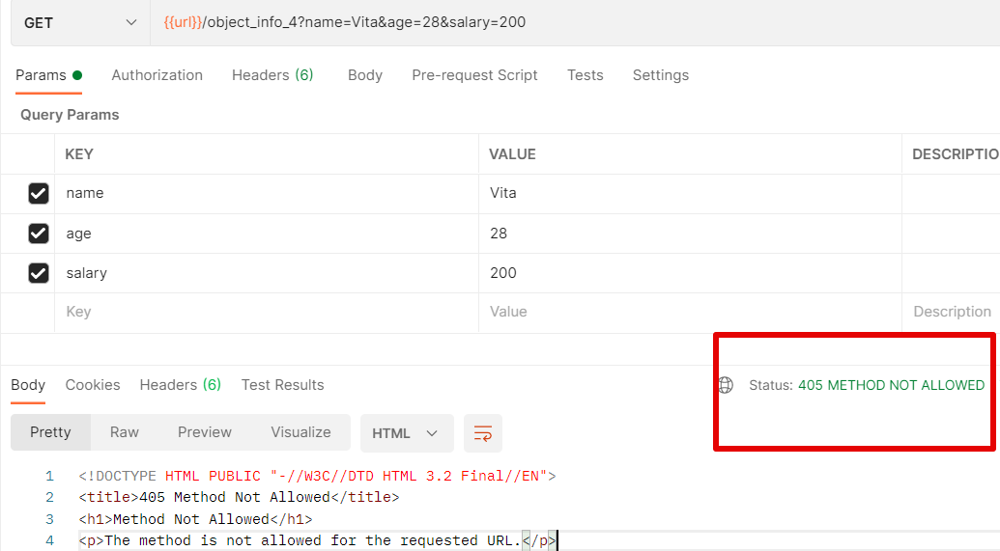 GET {{url}}/object_info_4?name=Vita&age=28&salary=200
Params Authorization Headers (6) Body Pre-request Script Tests Settings
Query Params
KEY VALUE DESCRIPTIO
name Vita
age 28
salary 200
Key Value Description
Body Cookies Headers (6) Test Results Status: 405 METHOD NOT ALLOWED
Pretty Raw Preview Visualize HTML
1 <!DOCTYPE HTML PUBLIC "-//W3C//DTD HTML 3.2 Final//EN">
2 <title>405 Method Not Allowed</title>
3 <h1>Method Not Allowed</h1>
4 <p>The method is not allowed for the requested URL.</p>